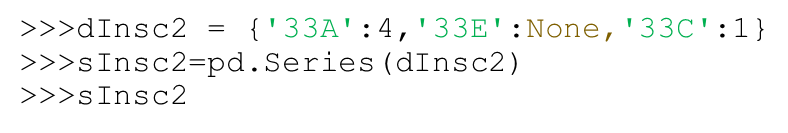 >>>dInsc2 = {'33A':4,'33E':None,'33C':1}
>>>sInsc2=pd.Series(dInsc2)
>>>sInsc2